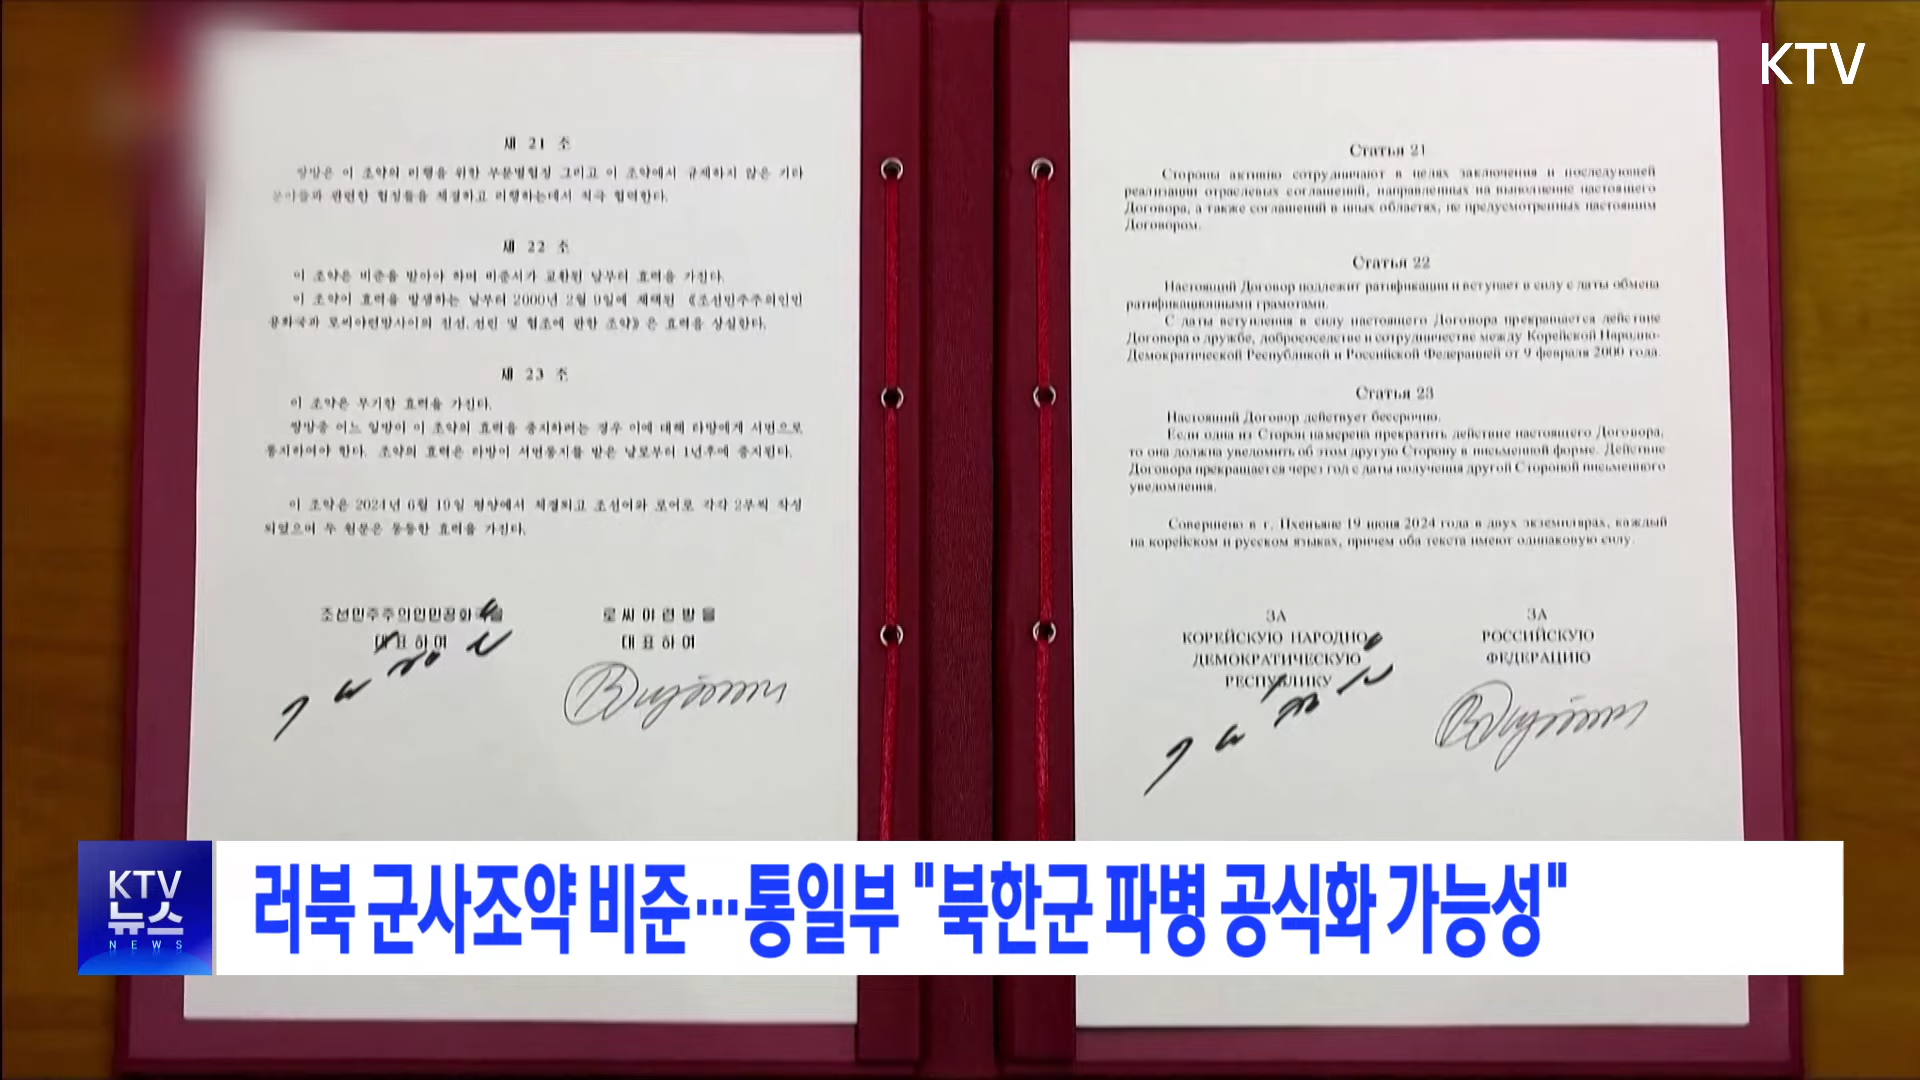 KTV
제 21 조
쌍방은 이 조약의 리행을 위한 부문별협정 그리고 이 조약에서 규제하지 않은 기타
분야들과 관련한 협정들을 체결하고 리행하는데서 적극 협력한다.
제 22 조
이 조약은 비준을 받아야 하며 비준서가 교환된 날부터 효력을 가진다.
이 조약이 효력을 발생하는 날부터 2000년 2월 9일에 채택된 《조선민주주의인민
공화국과 로씨야련방사이의 친선, 선린 및 협조에 관한 조약》은 효력을 상실한다.
제 23 조
이 조약은 무기한 효력을 가진다.
쌍방중 어느 일방이 이 조약의 효력을 중지하려는 경우 이에 대해 타방에게 서면으로
통지하여야 한다. 조약의 효력은 타방이 서면통지를 받은 날로부터 1년후에 중지된다.
이 조약은 2024년 6월 19일 평양에서 체결되고 조선어와 로어로 각각 2부씩 작성
되였으며 두 원문은 동등한 효력을 가진다.
조선민주주의인민공화국을
대표하여
로씨야련방을
대표하여
Статья 21
Стороны активно сотрудничают в целях заключения и последующей
реализации отраслевых соглашений, направленных на выполнение настоящего
Договора, а также соглашений в иных областях, не предусмотренных настоящим
Договором.
Статья 22
Настоящий Договор подлежит ратификации и вступает в силу с даты обмена
ратификационными грамотами.
С даты вступления в силу настоящего Договора прекращается действие
Договора о дружбе, добрососедстве и сотрудничестве между Корейской Народно-
Демократической Республикой и Российской Федерацией от 9 февраля 2000 года.
Статья 23
Настоящий Договор действует бессрочно.
Если одна из Сторон намерена прекратить действие настоящего Договора,
то она должна уведомить об этом другую Сторону в письменной форме. Действие
Договора прекращается через год с даты получения другой Стороной письменного
уведомления.
Совершено в г. Пхеньяне 19 июня 2024 года в двух экземплярах, каждый
на корейском и русском языках, причем оба текста имеют одинаковую силу.
ЗА
КОРЕЙСКУЮ НАРОДНО
ДЕМОКРАТИЧЕСКУЮ
РЕСПУБЛИКУ
ЗА
РОССИЙСКУЮ
ФЕДЕРАЦИЮ
KTV
뉴스
NEWS
러북 군사조약 비준…통일부 "북한군 파병 공식화 가능성"